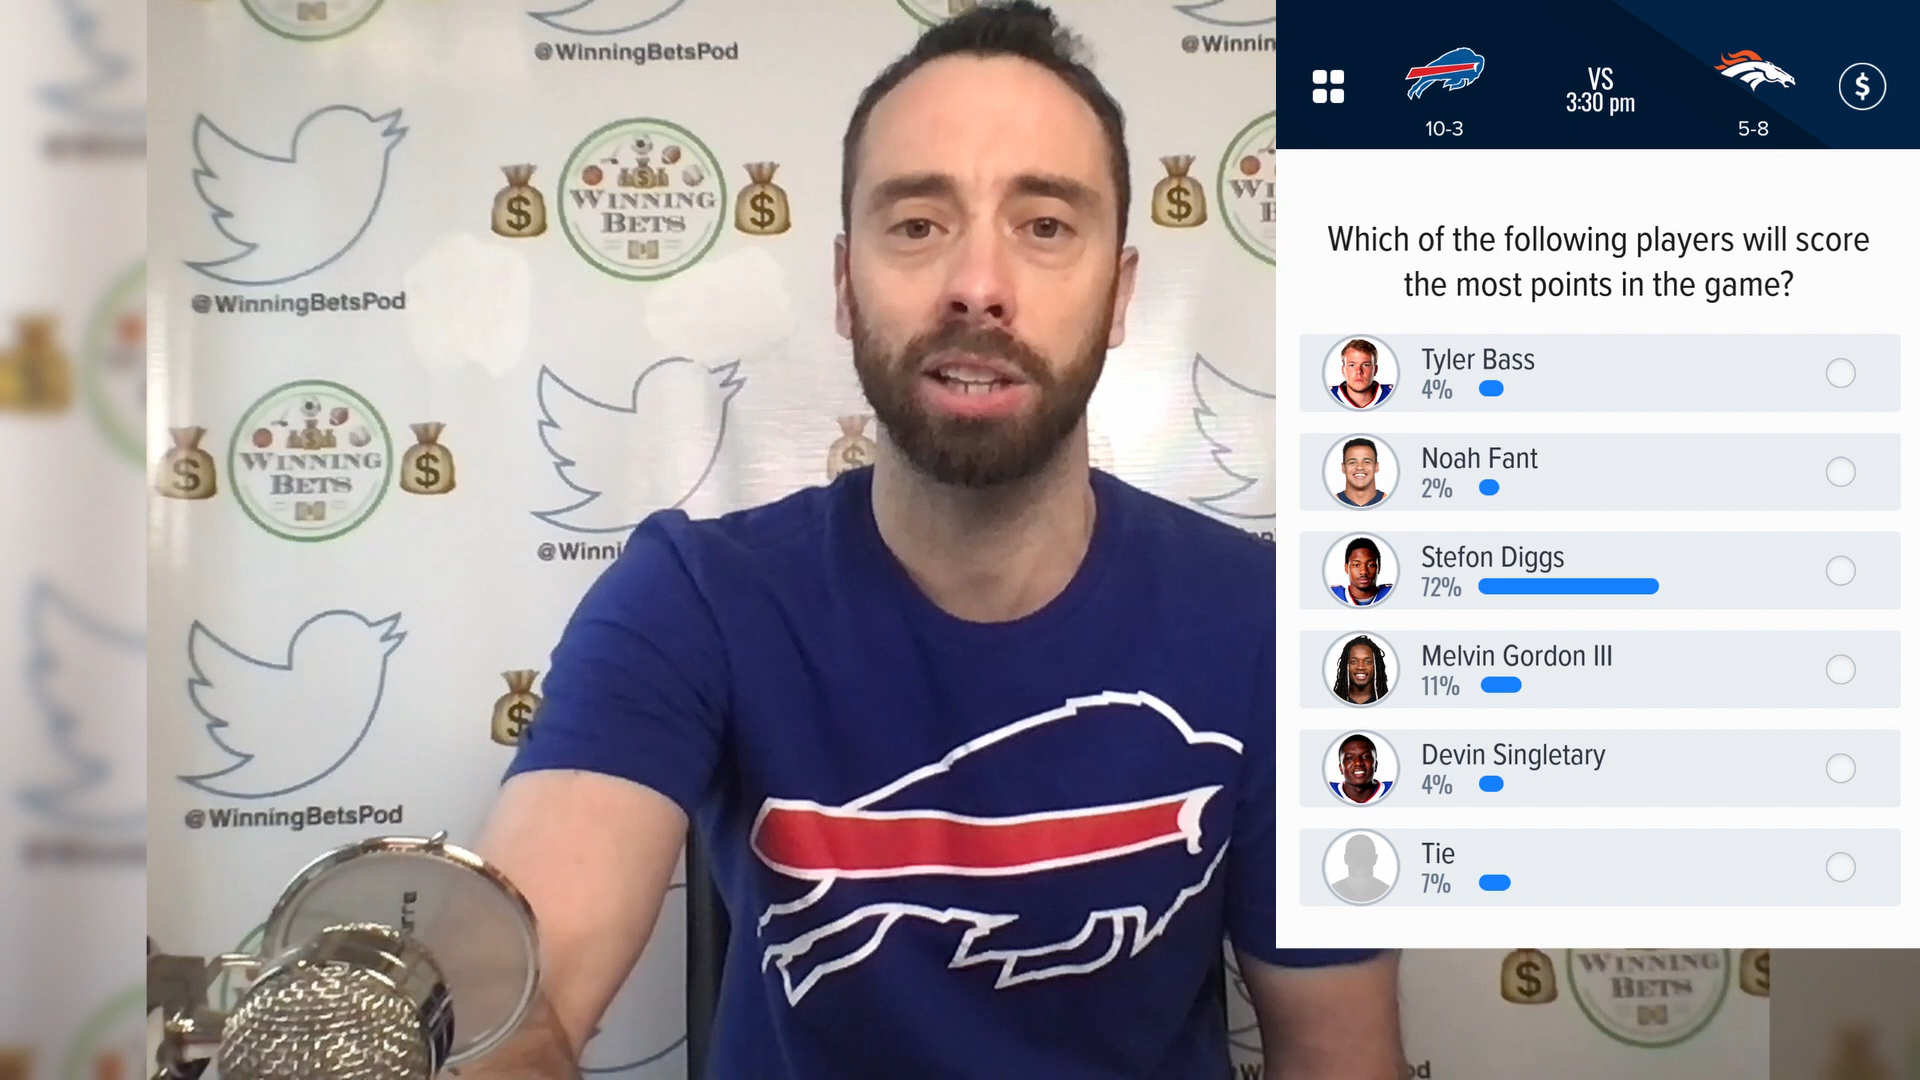 @WinningBetsPod
@Winnin
WINNING
BETS
@WinningBetsPod
WINNING
BETS
@Winni
@WinningBetsPod
WINNING
BETS
VS
3:30 pm
10-3
5-8
Which of the following players will score
the most points in the game?
Tyler Bass
4%
Noah Fant
2%
Stefon Diggs
72%
Melvin Gordon III
11%
Devin Singletary
4%
Tie
7%